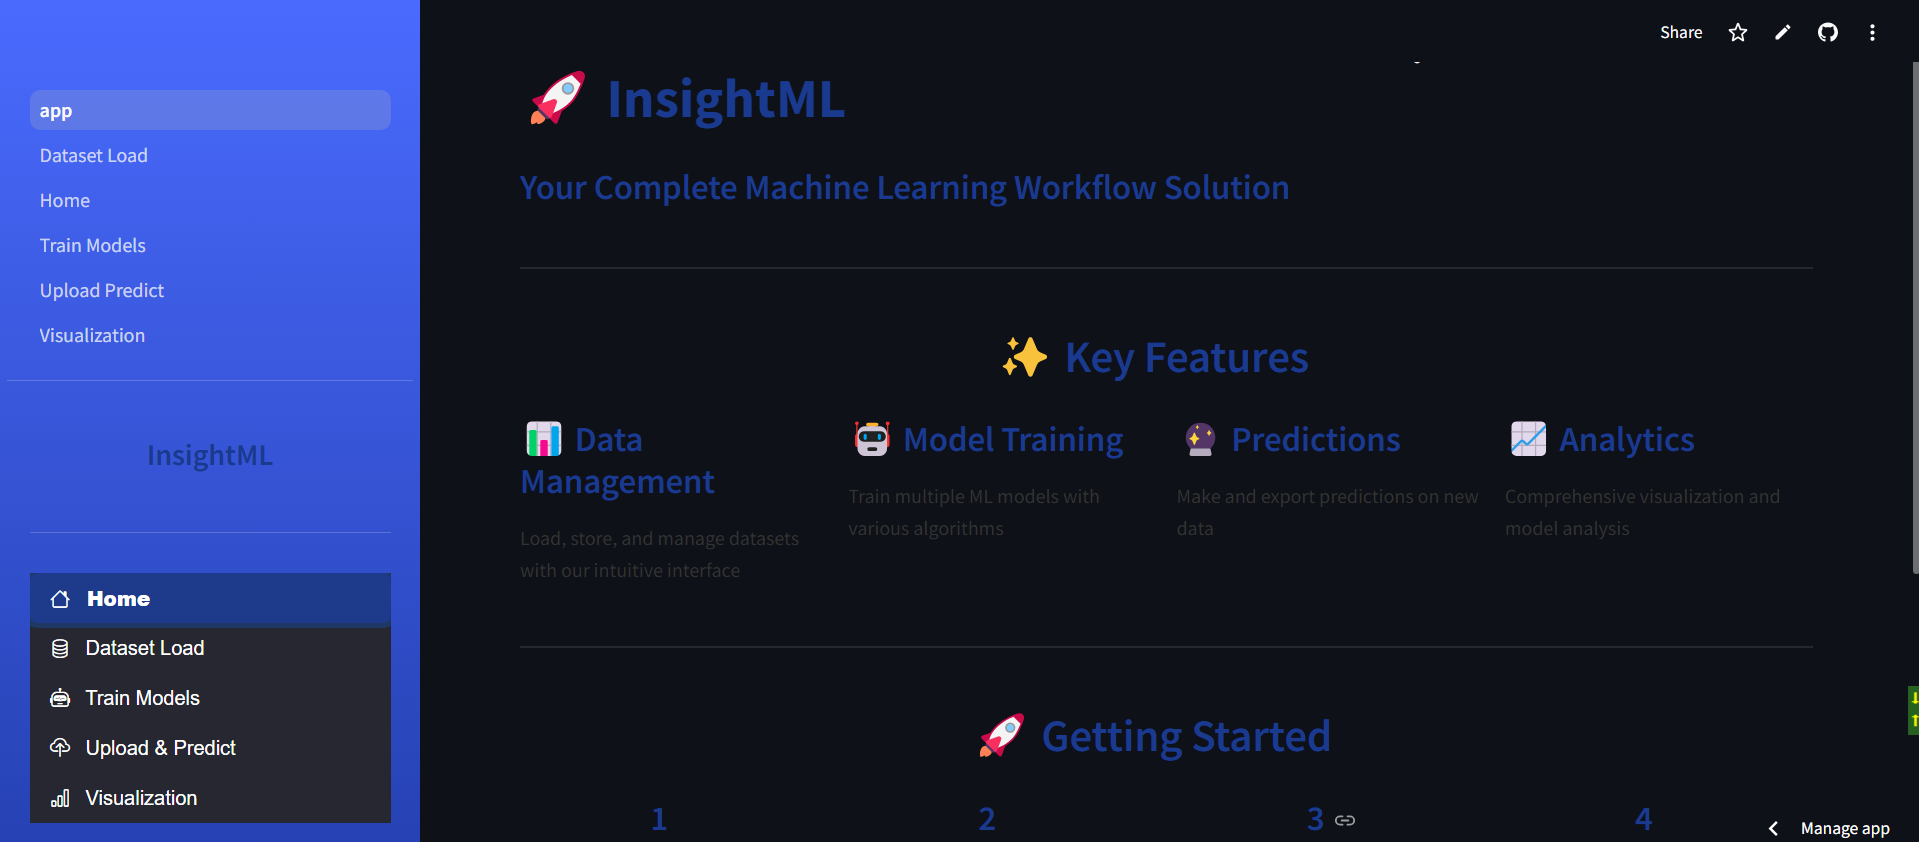 Share
app
Dataset Load
Home
Train Models
Upload Predict
Visualization
InsightML
Home
Dataset Load
Train Models
Upload & Predict
Visualization
InsightML
Your Complete Machine Learning Workflow Solution
Key Features
Data
Management
Load, store, and manage datasets
with our intuitive interface
Model Training
Train multiple ML models with
various algorithms
Predictions
Make and export predictions on new
data
Analytics
Comprehensive visualization and
model analysis
Getting Started
1
2
3
4
Manage app